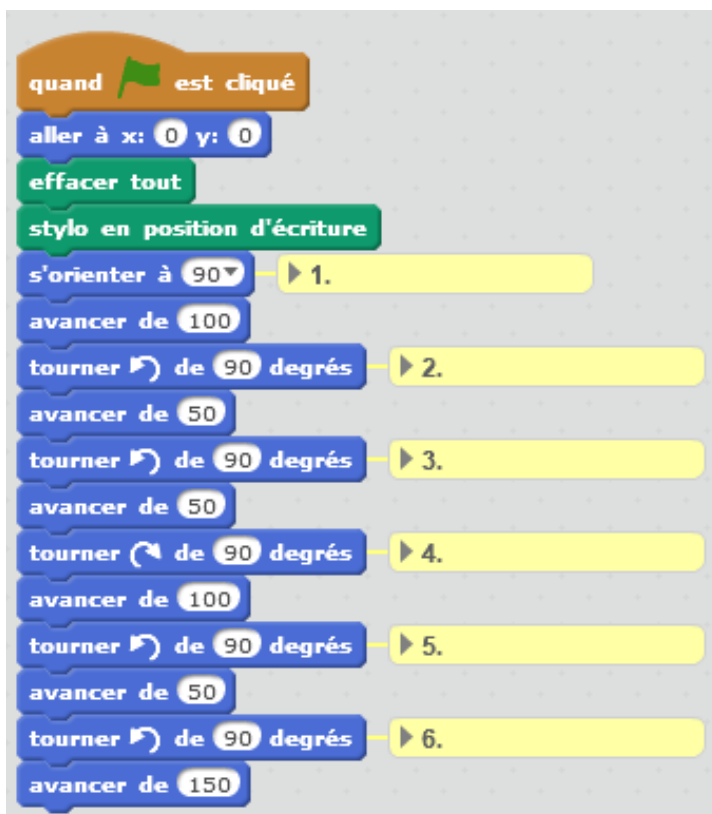 quand est cliqué
aller à x: 0 y: 0
effacer tout
stylo en position d'écriture
s'orienter à 90 1.
avancer de 100
tourner de 90 degrés 2.
avancer de 50
tourner de 90 degrés 3.
avancer de 50
tourner de 90 degrés 4.
avancer de 100
tourner de 90 degrés 5.
avancer de 50
tourner de 90 degrés 6.
avancer de 150